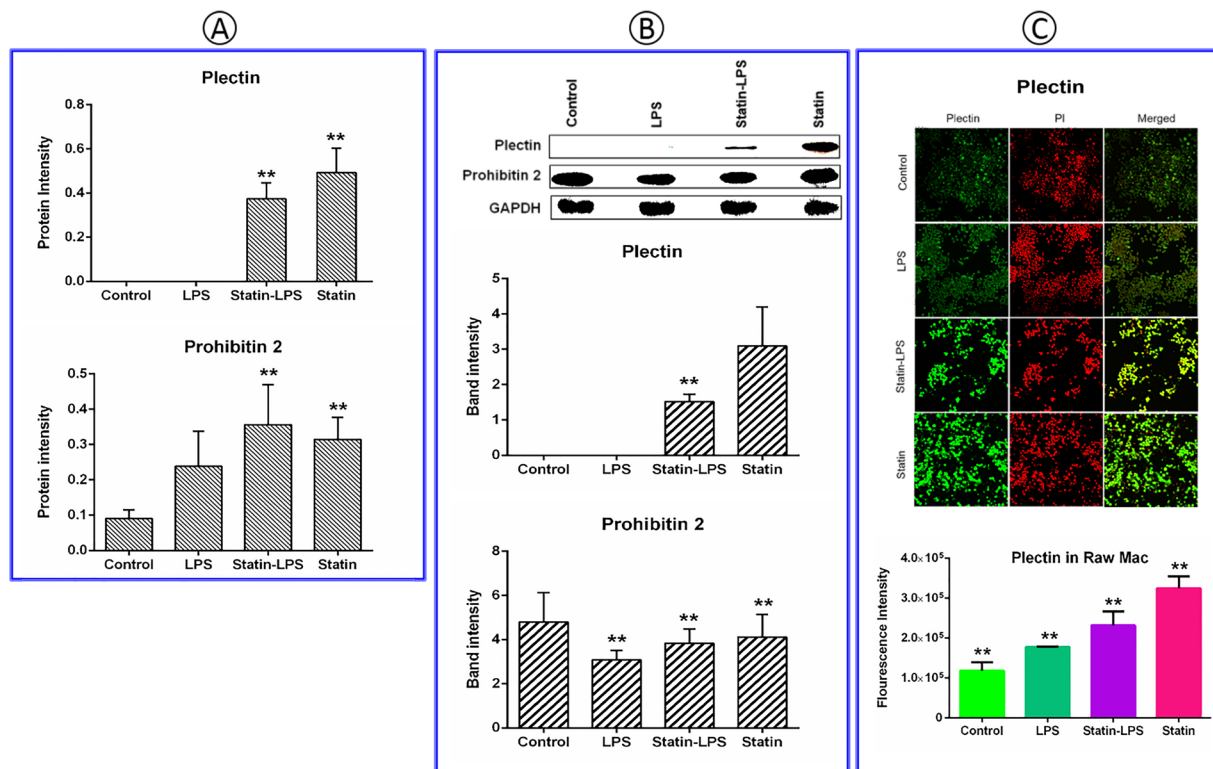 A
Plectin
Protein Intensity
0.8
0.6
0.4
0.2
0.0
**
**
Control LPS Statin-LPS Statin
Prohibitin 2
Protein intensity
0.5
0.4
0.3
0.2
0.1
0.0
**
**
Control LPS Statin-LPS Statin
B
Control LPS Statin-LPS Statin
Plectin
Prohibitin 2
GAPDH
Plectin
Band intensity
5
4
3
2
1
0
**
Control LPS Statin-LPS Statin
Prohibitin 2
Band intensity
8
6
4
2
0
**
**
**
Control LPS Statin-LPS Statin
C
Plectin
Plectin PI Merged
Control
LPS
Statin-LPS
Statin
Plectin in Raw Mac
Flourescence Intensity
4.0×10⁵
3.0×10⁵
2.0×10⁵
1.0×10⁵
0
**
**
**
**
Control LPS Statin-LPS Statin